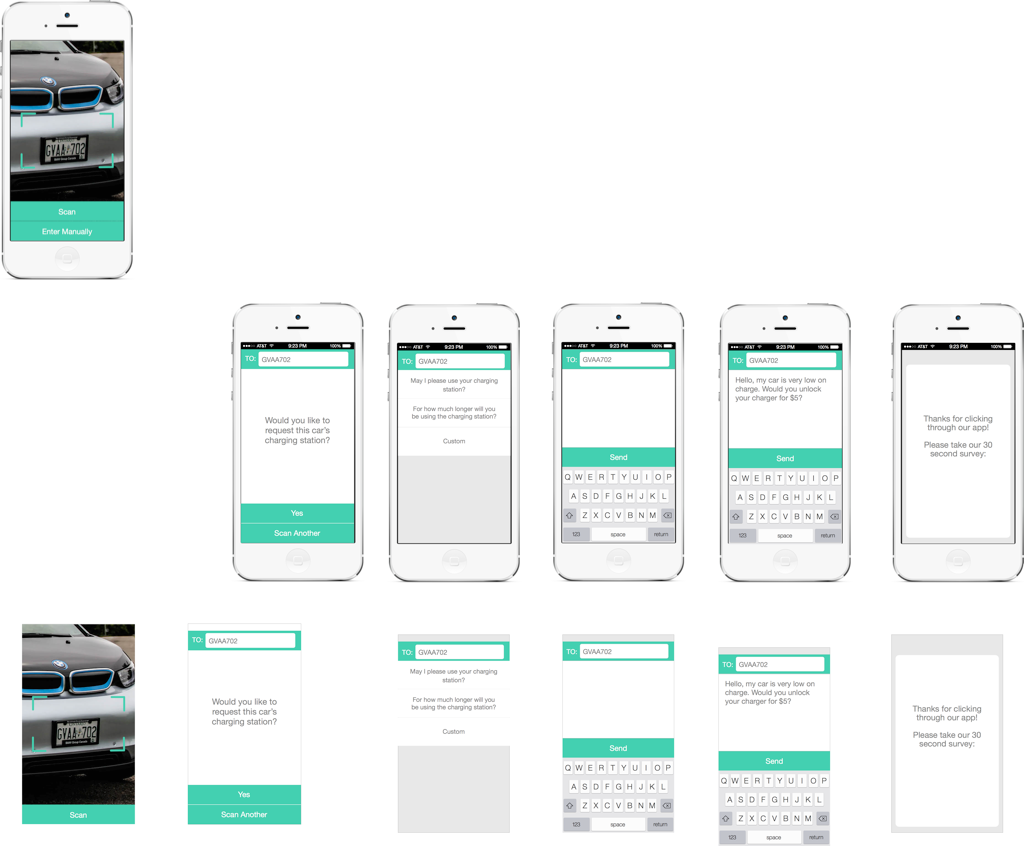 GVAA 702
Scan
Enter Manually
●●●○○ AT&T 9:23 PM 100%
TO: GVAA702
Would you like to
request this car's
charging station?
Yes
Scan Another
●●●○○ AT&T 9:23 PM 100%
TO: GVAA702
May I please use your charging
station?
For how much longer will you
be using the charging station?
Custom
●●●○○ AT&T 9:23 PM 100%
TO: GVAA702
Send
Q W E R T Y U I O P
A S D F G H J K L
Z X C V B N M
123 space return
●●●○○ AT&T 9:23 PM 100%
TO: GVAA702
Hello, my car is very low on
charge. Would you unlock
your charger for $5?
Send
Q W E R T Y U I O P
A S D F G H J K L
Z X C V B N M
123 space return
●●●○○ AT&T 9:23 PM 100%
Thanks for clicking
through our app!
Please take our 30
second survey:
GVAA 702
Scan
TO: GVAA702
Would you like to
request this car's
charging station?
Yes
Scan Another
TO: GVAA702
May I please use your charging
station?
For how much longer will you
be using the charging station?
Custom
TO: GVAA702
Send
Q W E R T Y U I O P
A S D F G H J K L
Z X C V B N M
123 space return
TO: GVAA702
Hello, my car is very low on
charge. Would you unlock
your charger for $5?
Send
Q W E R T Y U I O P
A S D F G H J K L
Z X C V B N M
123 space return
Thanks for clicking
through our app!
Please take our 30
second survey: